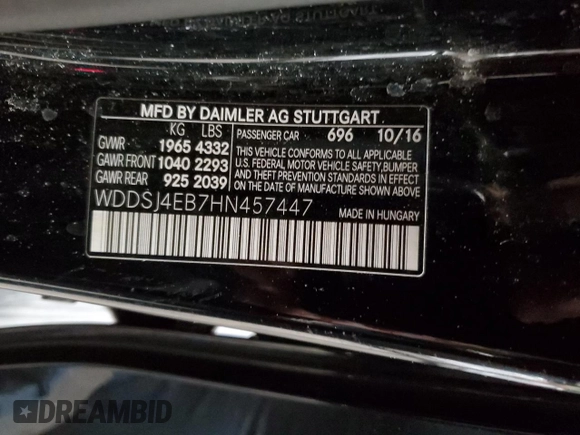 MFD BY DAIMLER AG STUTTGART
KG LBS
GVWR 1965 4332
GAWR FRONT 1040 2293
GAWR REAR 925 2039
PASSENGER CAR 696 10/16
THIS VEHICLE CONFORMS TO ALL APPLICABLE
U.S. FEDERAL MOTOR VEHICLE SAFETY, BUMPER
AND THEFT PREVENTION STANDARDS IN EFFECT
ON THE DATE OF MANUFACTURE SHOWN ABOVE.
WDDSJ4EB7HN457447
MADE IN HUNGARY
DREAMBID